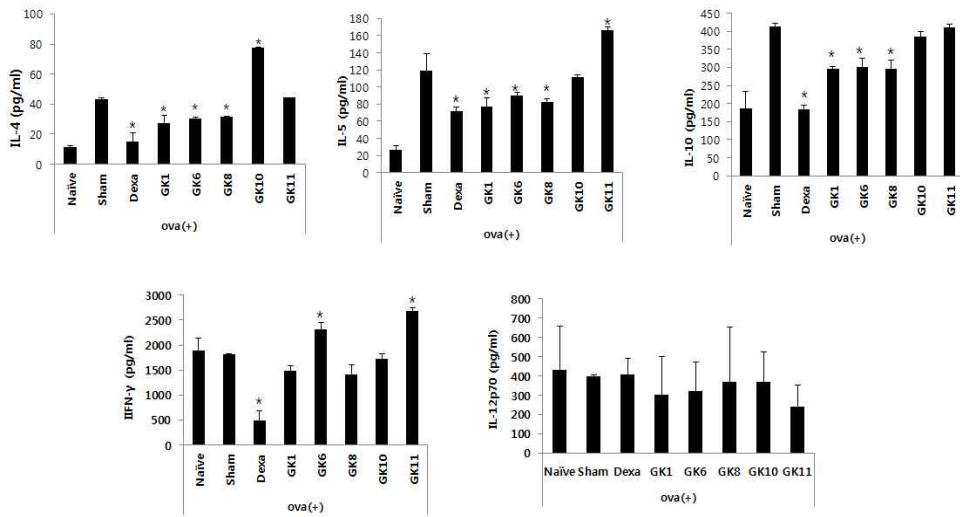 IL-4 (pg/ml)
100
80
60
40
20
0
*
*
*
*
*
Naïve
Sham
Dexa
GK1
GK6
GK8
GK10
GK11
ova(+)
IL-5 (pg/ml)
180
160
140
120
100
80
60
40
20
0
*
*
*
*
*
Naïve
Sham
Dexa
GK1
GK6
GK8
GK10
GK11
ova(+)
IL-10 (pg/ml)
450
400
350
300
250
200
150
100
50
0
*
*
*
*
Naïve
Sham
Dexa
GK1
GK6
GK8
GK10
GK11
ova(+)
IIFN-γ (pg/ml)
3000
2500
2000
1500
1000
500
0
*
*
*
Naïve
Sham
Dexa
GK1
GK6
GK8
GK10
GK11
ova(+)
IL-12p70 (pg/ml)
800
700
600
500
400
300
200
100
0
Naïve Sham Dexa GK1 GK6 GK8 GK10 GK11
ova(+)